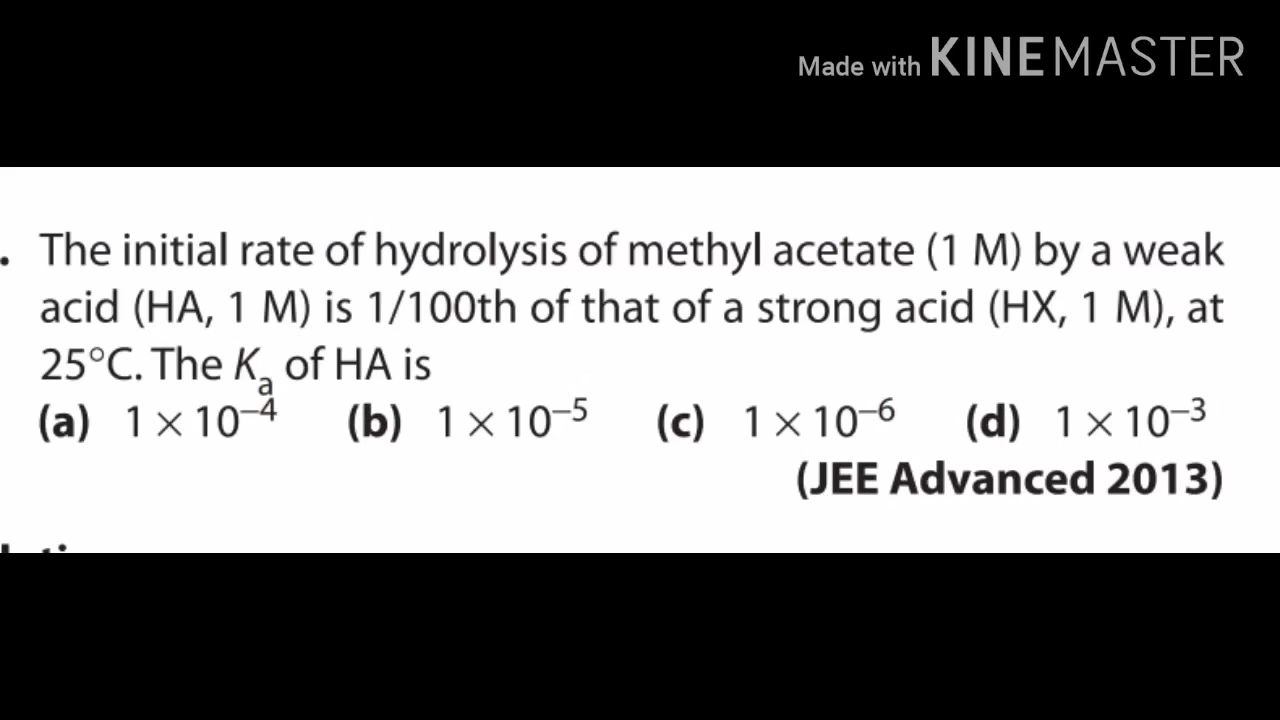 Made with KINEMASTER
. The initial rate of hydrolysis of methyl acetate (1 M) by a weak
acid (HA, 1 M) is 1/100th of that of a strong acid (HX, 1 M), at
25°C. The Kₐ of HA is
(a) 1 × 10⁻⁴ (b) 1 × 10⁻⁵ (c) 1 × 10⁻⁶ (d) 1 × 10⁻³
(JEE Advanced 2013)